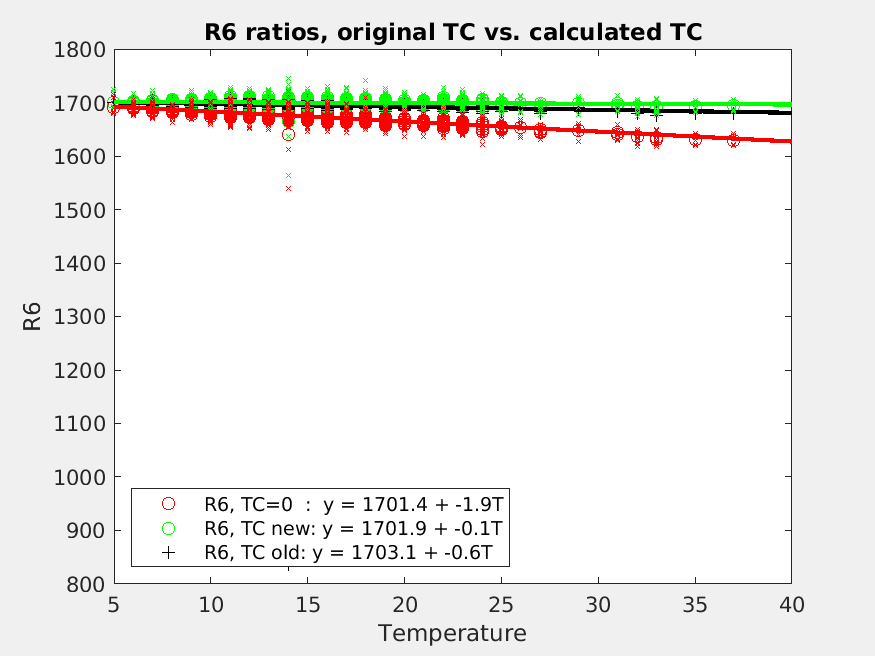 R6 ratios, original TC vs. calculated TC
1800
1700
1600
1500
1400
1300
1200
1100
1000
900
800
R6
R6, TC=0  :  y = 1701.4 + -1.9T
R6, TC new: y = 1701.9 + -0.1T
R6, TC old: y = 1703.1 + -0.6T
5 10 15 20 25 30 35 40
Temperature